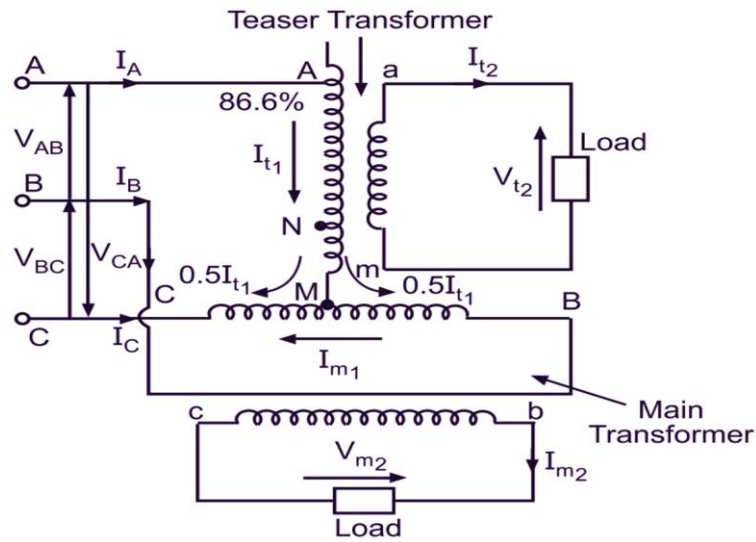 Teaser Transformer
A
I_A
A
a
I_t2
86.6%
V_AB
I_t1
V_t2
Load
B
I_B
N
V_BC
V_CA
0.5I_t1
m
0.5I_t1
C
M
B
C
I_C
I_m1
c
b
Main
Transformer
V_m2
I_m2
Load